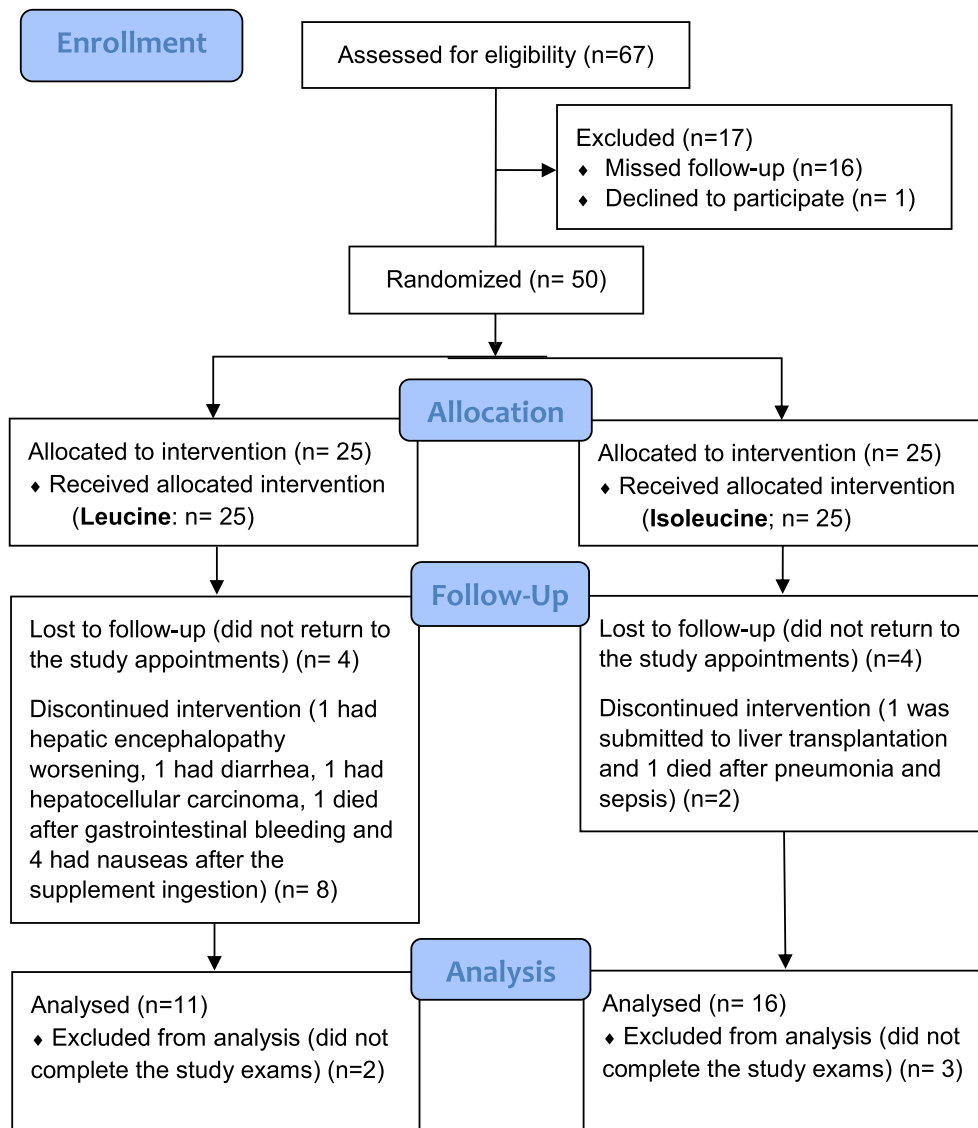 Enrollment
Assessed for eligibility (n=67)
Excluded (n=17)
♦ Missed follow-up (n=16)
♦ Declined to participate (n= 1)
Randomized (n= 50)
Allocation
Allocated to intervention (n= 25)
♦ Received allocated intervention
(Leucine: n= 25)
Allocated to intervention (n= 25)
♦ Received allocated intervention
(Isoleucine; n= 25)
Follow-Up
Lost to follow-up (did not return to
the study appointments) (n= 4)
Discontinued intervention (1 had
hepatic encephalopathy
worsening, 1 had diarrhea, 1 had
hepatocellular carcinoma, 1 died
after gastrointestinal bleeding and
4 had nauseas after the
supplement ingestion) (n= 8)
Lost to follow-up (did not return to
the study appointments) (n=4)
Discontinued intervention (1 was
submitted to liver transplantation
and 1 died after pneumonia and
sepsis) (n=2)
Analysis
Analysed (n=11)
♦ Excluded from analysis (did not
complete the study exams) (n=2)
Analysed (n= 16)
♦ Excluded from analysis (did not
complete the study exams) (n= 3)